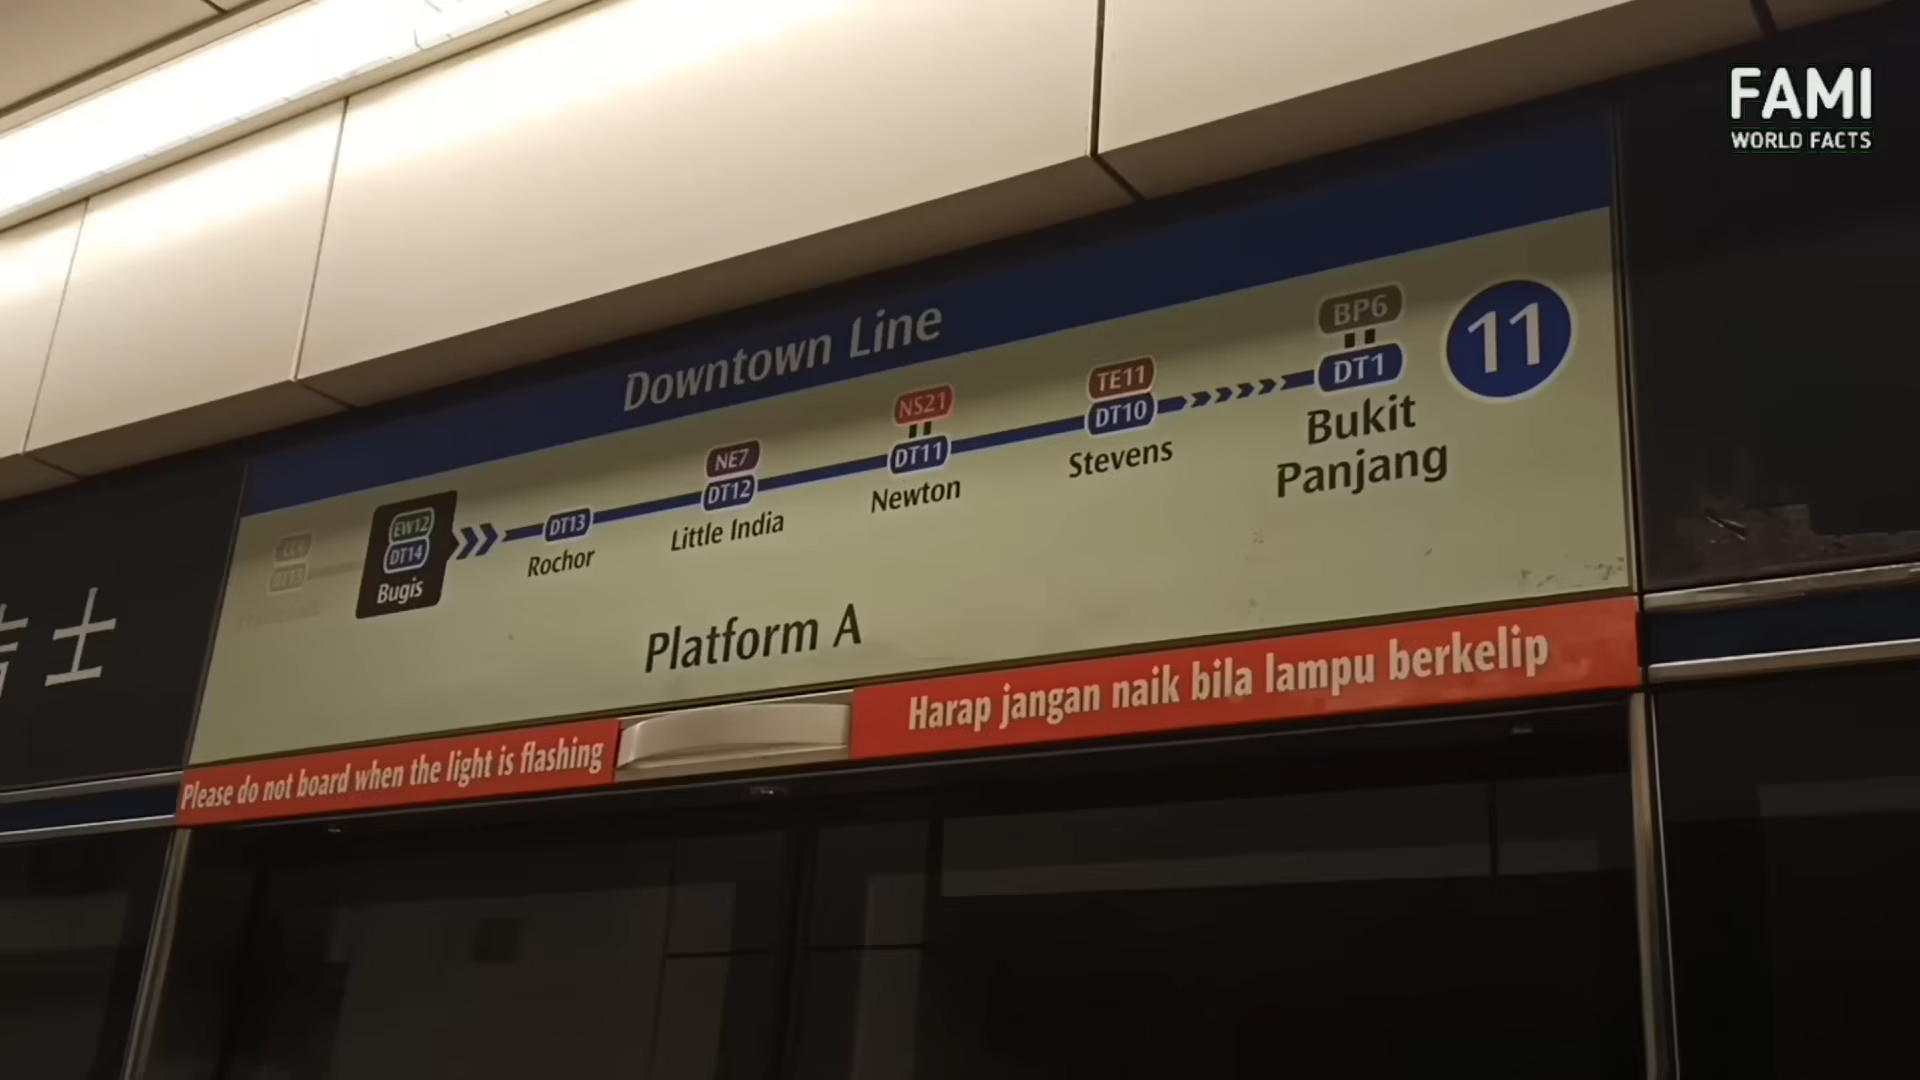 FAMI
WORLD FACTS
Downtown Line
BP6
DT1
11
TE11
DT10
NS21
DT11
NE7
DT12
DT13
EW12
DT14
Bugis
Rochor
Little India
Newton
Stevens
Bukit
Panjang
Platform A
士
Please do not board when the light is flashing
Harap jangan naik bila lampu berkelip